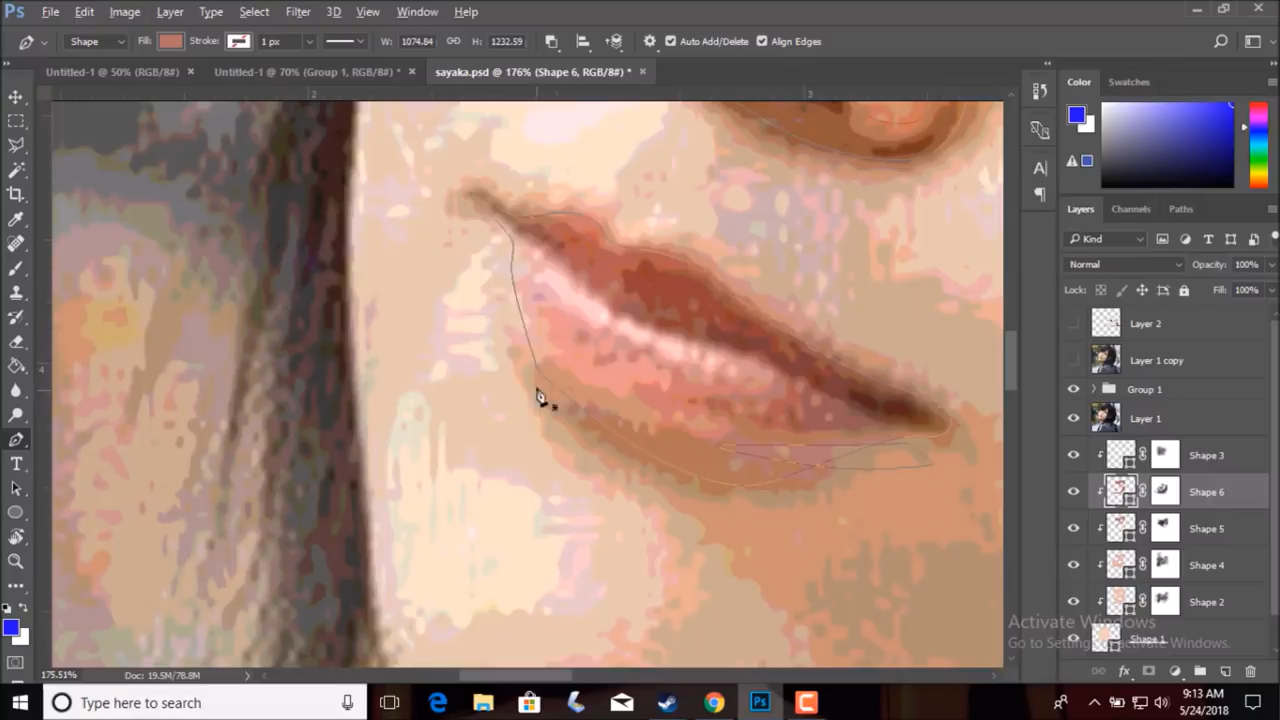 Ps File Edit Image Layer Type Select Filter 3D View Window Help
Shape Fill: Stroke: 1 px W: 1074.84 H: 1232.59 Auto Add/Delete Align Edges
Untitled-1 @ 50% (RGB/8#) × Untitled-1 @ 70% (Group 1, RGB/8#) * × sayaka.psd @ 176% (Shape 6, RGB/8#) * ×
2 3
4
Color Swatches
Layers Channels Paths
Kind
Normal Opacity: 100%
Lock: Fill: 100%
Layer 2
Layer 1 copy
Group 1
Layer 1
Shape 3
Shape 6
Shape 5
Shape 4
Shape 2
Shape 1
Activate Windows
Go to Settings to activate Windows.
175.51% Doc: 19.5M/78.8M
Type here to search
9:13 AM
5/24/2018